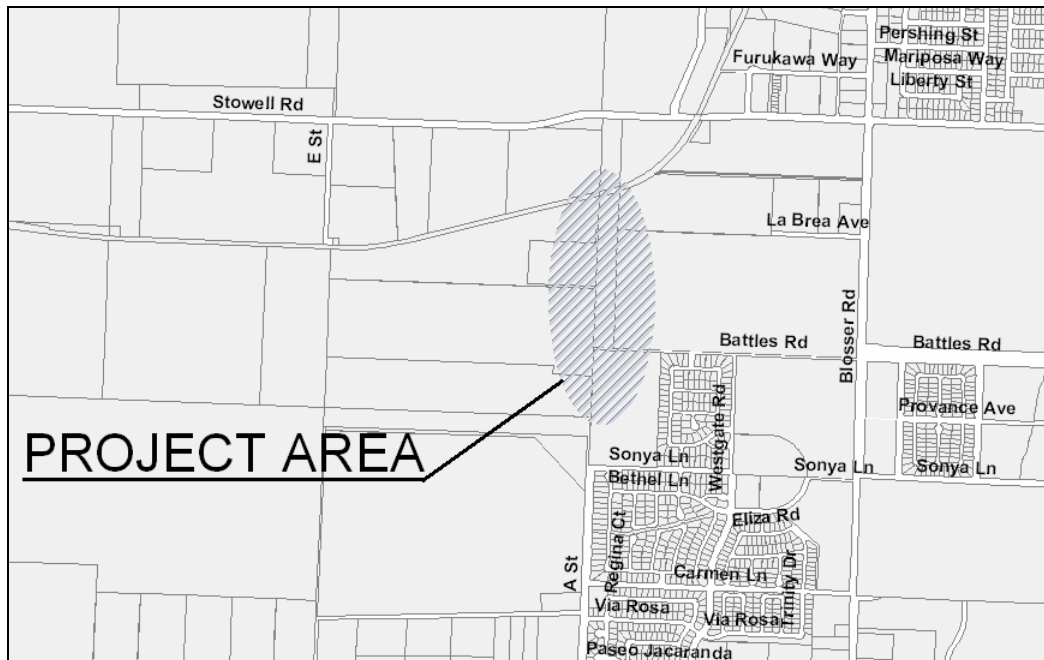 Pershing St
Furukawa Way
Mariposa Way
Liberty St
Stowell Rd
E St
La Brea Ave
Blosser Rd
Battles Rd
Battles Rd
Westgate Rd
Provance Ave
PROJECT AREA
Sonya Ln
Sonya Ln
Sonya Ln
Bethel Ln
Eliza Rd
Regina Ct
A St
Carmen Ln
Trinity Dr
Via Rosa
Via Rosa
Paseo Jacaranda